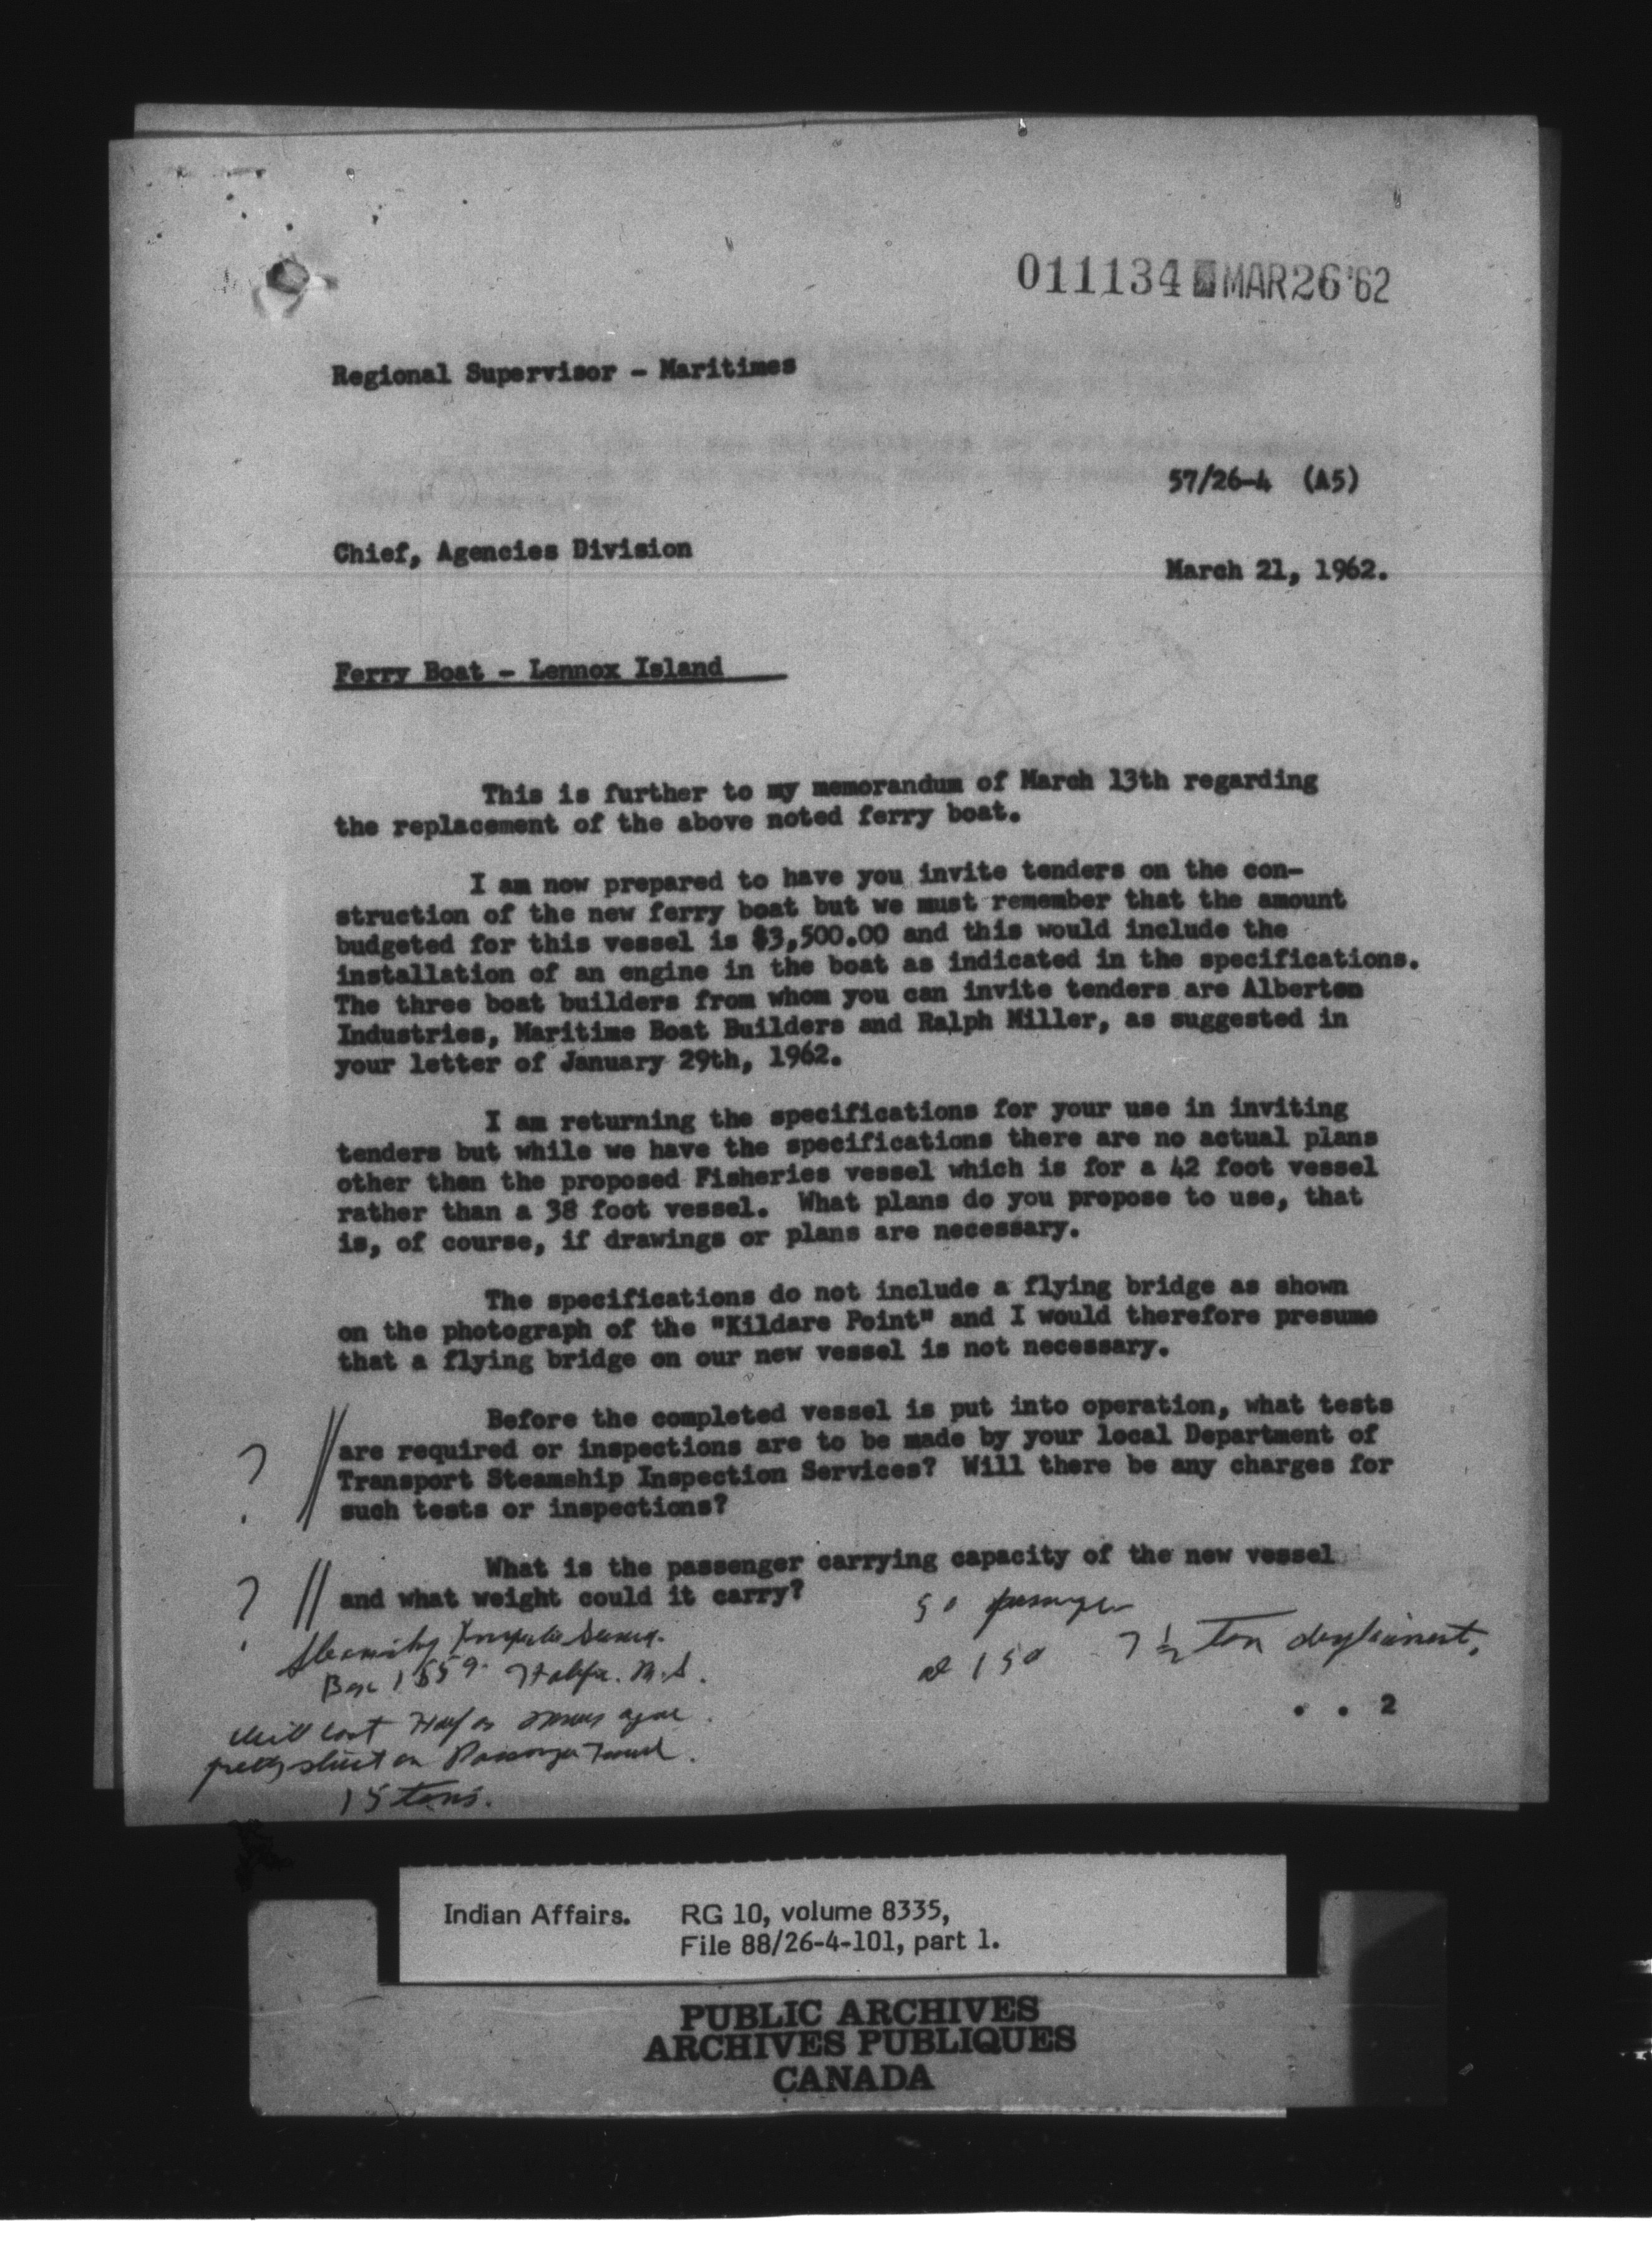 011134 MAR 26 '62
Regional Supervisor - Maritimes
57/26-4 (A5)
Chief, Agencies Division
March 21, 1962.
Ferry Boat - Lennox Island
This is further to my memorandum of March 13th regarding
the replacement of the above noted ferry boat.
I am now prepared to have you invite tenders on the con-
struction of the new ferry boat but we must remember that the amount
budgeted for this vessel is $3,500.00 and this would include the
installation of an engine in the boat as indicated in the specifications.
The three boat builders from whom you can invite tenders are Alberton
Industries, Maritime Boat Builders and Ralph Miller, as suggested in
your letter of January 29th, 1962.
I am returning the specifications for your use in inviting
tenders but while we have the specifications there are no actual plans
other than the proposed Fisheries vessel which is for a 42 foot vessel
rather than a 38 foot vessel. What plans do you propose to use, that
is, of course, if drawings or plans are necessary.
The specifications do not include a flying bridge as shown
on the photograph of the "Kildare Point" and I would therefore presume
that a flying bridge on our new vessel is not necessary.
Before the completed vessel is put into operation, what tests
? // are required or inspections are to be made by your local Department of
Transport Steamship Inspection Services? Will there be any charges for
such tests or inspections?
What is the passenger carrying capacity of the new vessel
? // and what weight could it carry?
50 passenger
at 150 7 1/2 Ton
Box 1559 Halifax. N.S.
. . 2
15 tons.
Indian Affairs. RG 10, volume 8335,
File 88/26-4-101, part 1.
PUBLIC ARCHIVES
ARCHIVES PUBLIQUES
CANADA